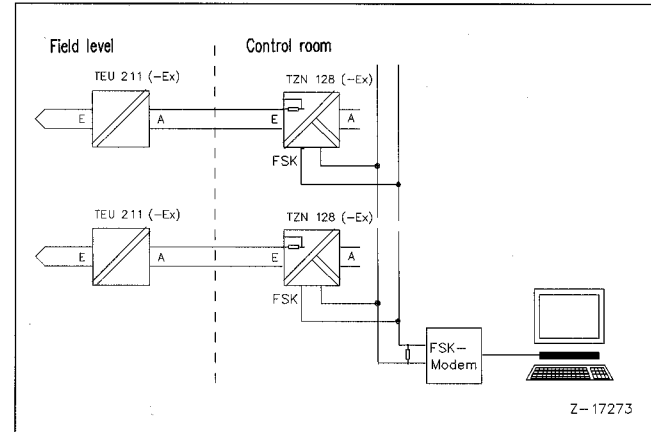 Field level
Control room
TEU 211 (-Ex)
TZN 128 (-Ex)
E
A
E
A
FSK
TEU 211 (-Ex)
TZN 128 (-Ex)
E
A
E
A
FSK
FSK-
Modem
Z-17273